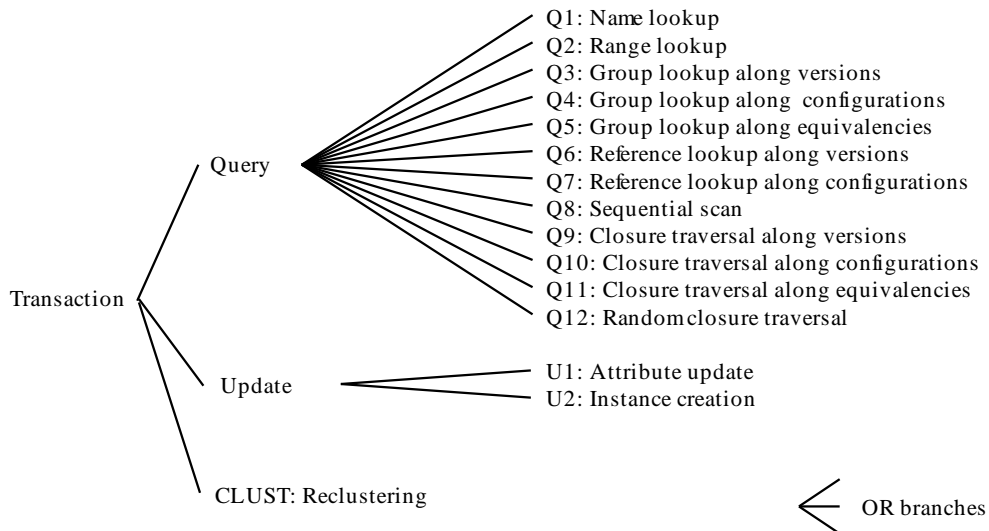 Q1: Name lookup
Q2: Range lookup
Q3: Group lookup along versions
Q4: Group lookup along configurations
Q5: Group lookup along equivalencies
Q6: Reference lookup along versions
Q7: Reference lookup along configurations
Q8: Sequential scan
Q9: Closure traversal along versions
Q10: Closure traversal along configurations
Q11: Closure traversal along equivalencies
Q12: Random closure traversal
Query
Transaction
Update
U1: Attribute update
U2: Instance creation
CLUST: Reclustering
OR branches